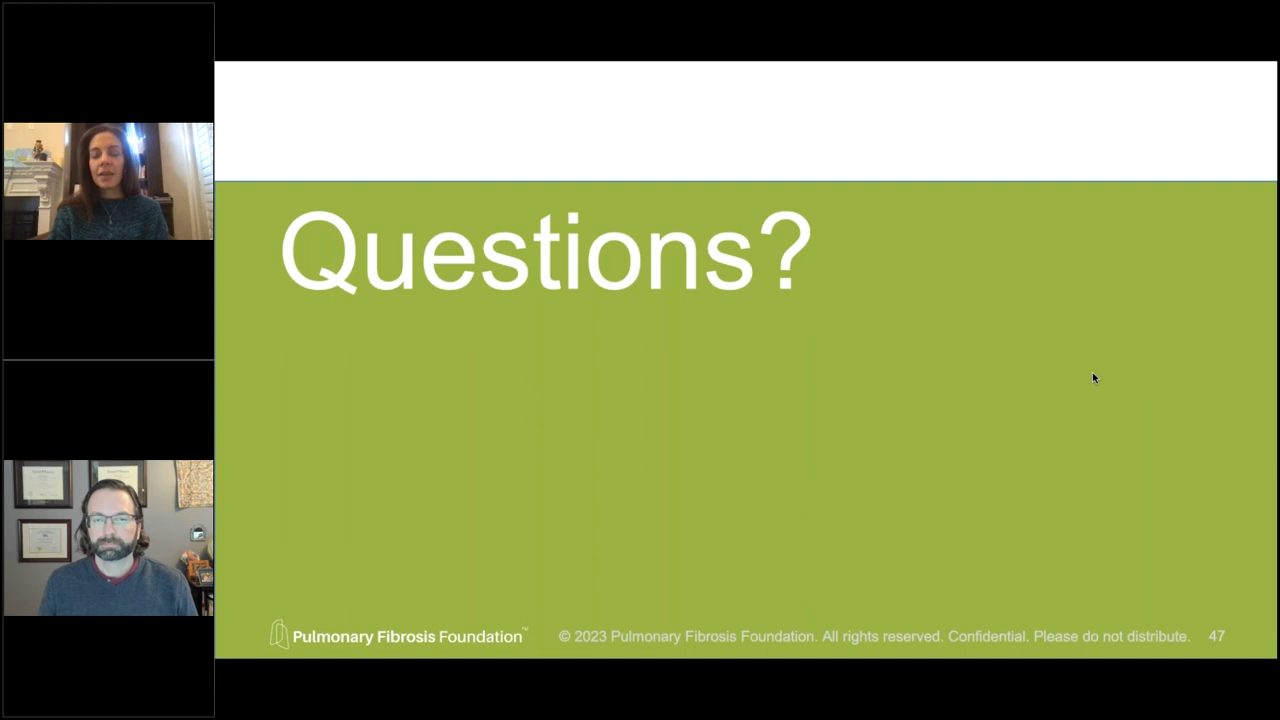 Questions?
Pulmonary Fibrosis Foundation™
© 2023 Pulmonary Fibrosis Foundation. All rights reserved. Confidential. Please do not distribute. 47